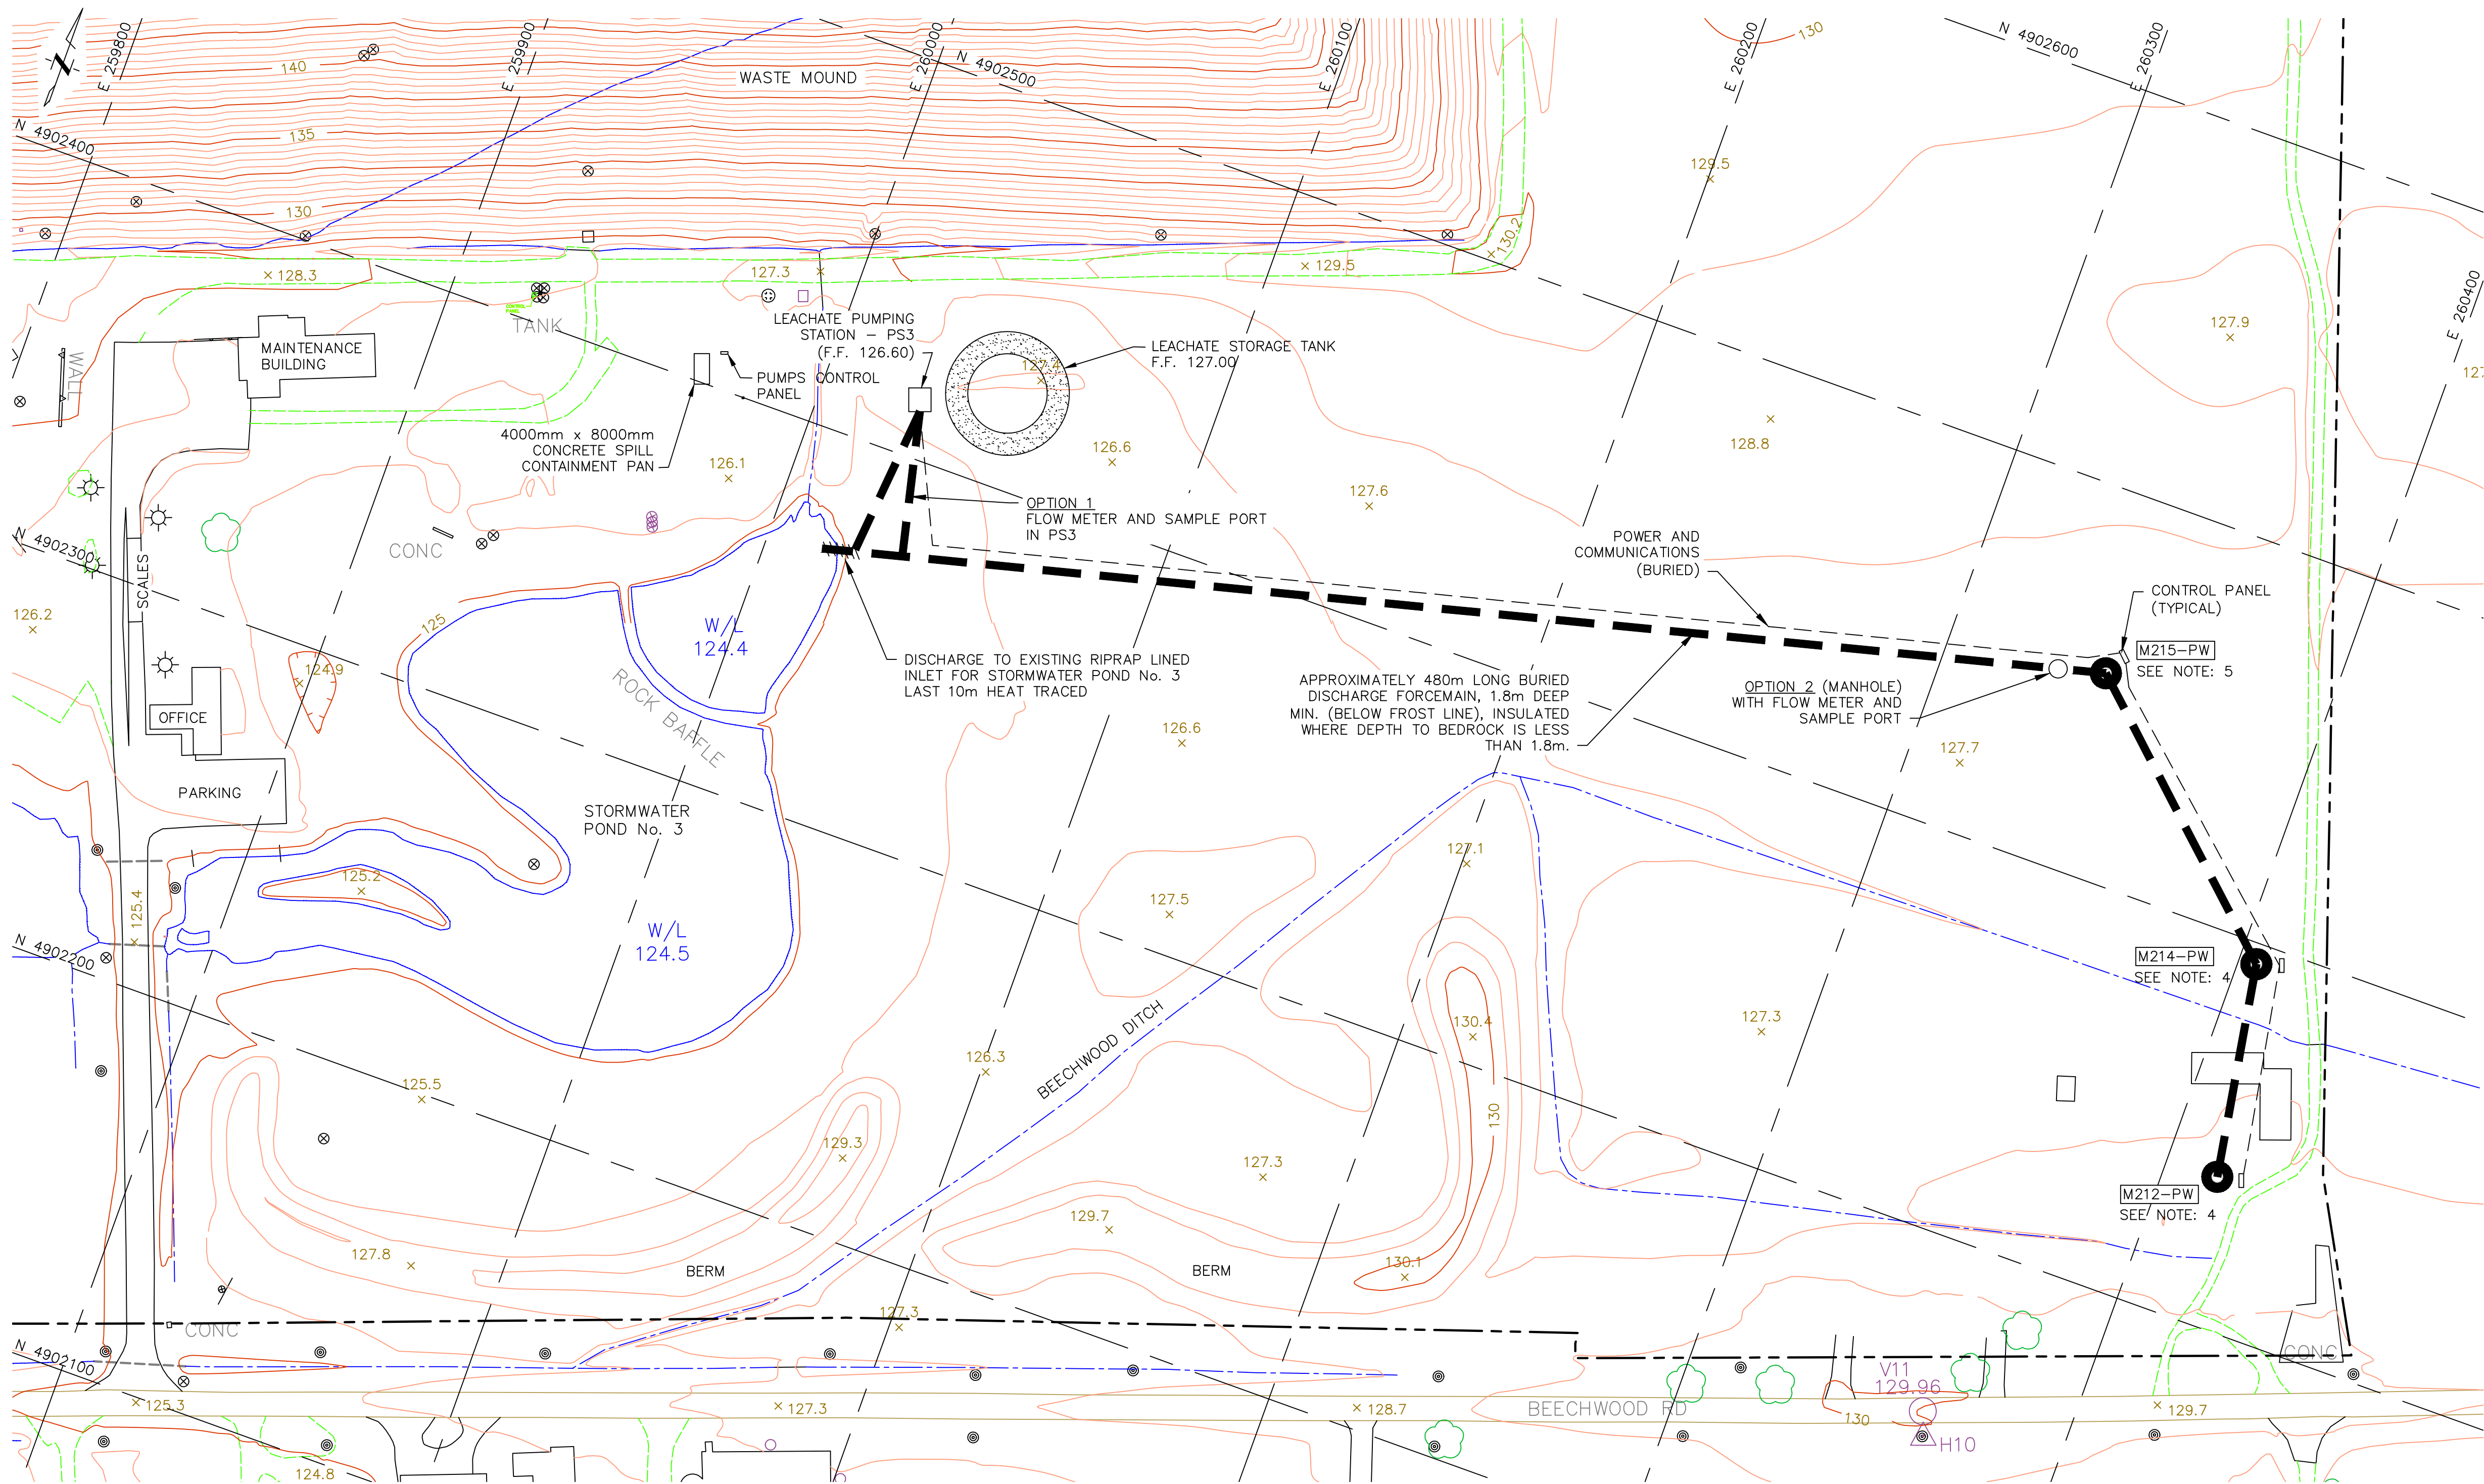 E 259800
E 259900
E 260000
E 260100
E 260200
E 260300
E 260400
N 4902600
N 4902500
N 4902400
N 4902300
N 4902200
N 4902100
N
130
140
WASTE MOUND
135
129.5
130
130.2
128.3
127.3
129.5
CONTROL
PANEL
TANK
LEACHATE PUMPING
STATION – PS3
(F.F. 126.60)
127.9
MAINTENANCE
BUILDING
LEACHATE STORAGE TANK
F.F. 127.00
127.4
WALL
PUMPS CONTROL
PANEL
127.
4000mm x 8000mm
CONCRETE SPILL
CONTAINMENT PAN
126.1
126.6
128.8
127.6
OPTION 1
FLOW METER AND SAMPLE PORT
IN PS3
CONC
POWER AND
COMMUNICATIONS
(BURIED)
SCALES
CONTROL PANEL
(TYPICAL)
126.2
125
W/L
124.4
M215–PW
SEE NOTE: 5
DISCHARGE TO EXISTING RIPRAP LINED
INLET FOR STORMWATER POND No. 3
LAST 10m HEAT TRACED
124.9
ROCK BAFFLE
APPROXIMATELY 480m LONG BURIED
DISCHARGE FORCEMAIN, 1.8m DEEP
MIN. (BELOW FROST LINE), INSULATED
WHERE DEPTH TO BEDROCK IS LESS
THAN 1.8m.
OPTION 2 (MANHOLE)
WITH FLOW METER AND
SAMPLE PORT
OFFICE
126.6
127.7
PARKING
STORMWATER
POND No. 3
127.1
125.2
125.4
127.5
W/L
124.5
M214–PW
SEE NOTE: 4
BEECHWOOD DITCH
130.4
127.3
126.3
125.5
130
129.3
127.3
M212–PW
SEE NOTE: 4
129.7
127.8
BERM
BERM
130.1
127.3
CONC
CONC
V11
129.96
125.3
127.3
128.7
BEECHWOOD RD
130
129.7
H10
124.8